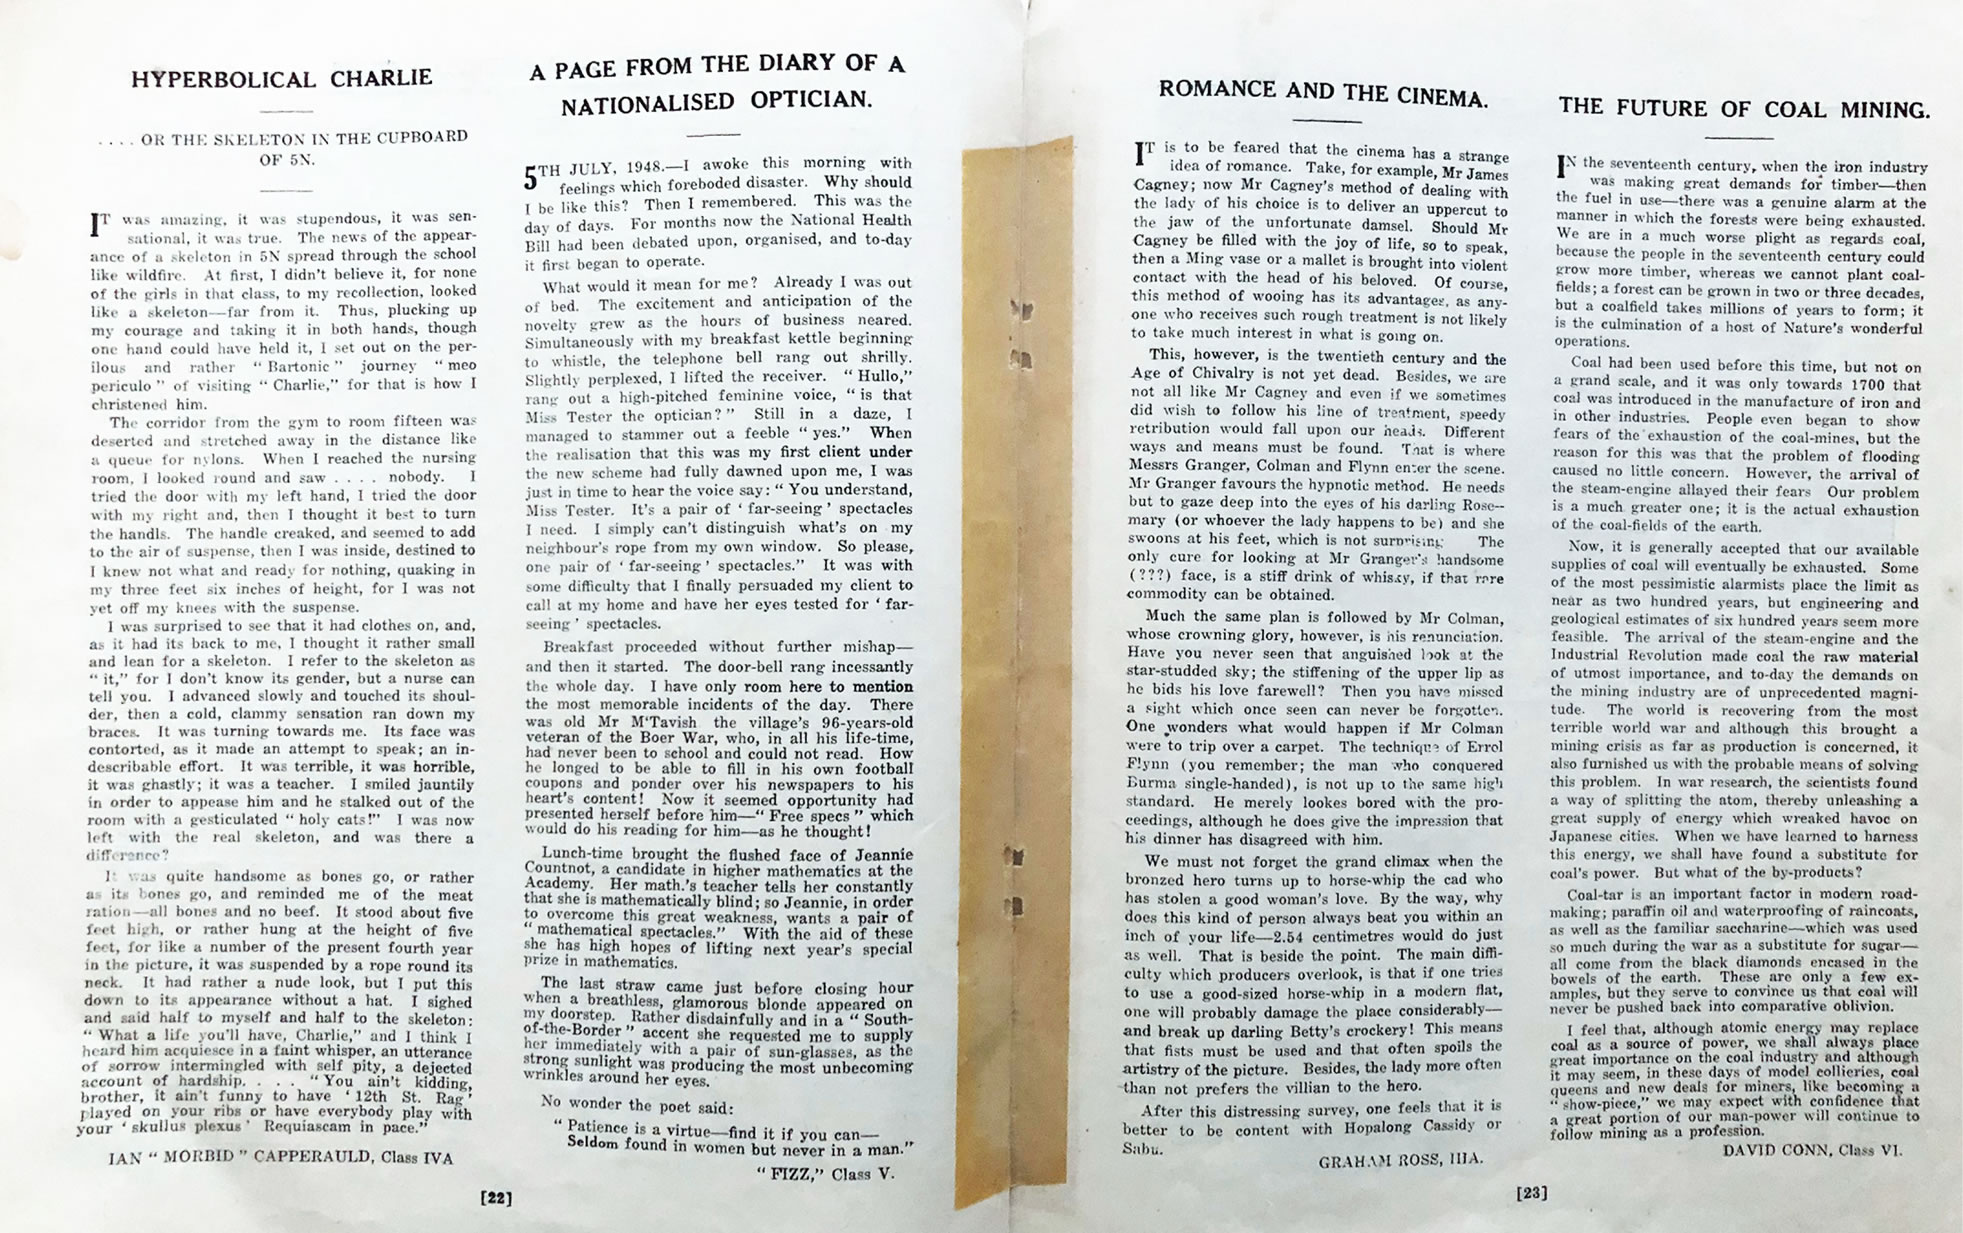 HYPERBOLICAL CHARLIE
. . . . OR THE SKELETON IN THE CUPBOARD
OF 5N.
IT was amazing, it was stupendous, it was sen-
sational, it was true. The news of the appear-
ance of a skeleton in 5N spread through the school
like wildfire. At first, I didn't believe it, for none
of the girls in that class, to my recollection, looked
like a skeleton—far from it. Thus, plucking up
my courage and taking it in both hands, though
one hand could have held it, I set out on the per-
ilous and rather " Bartonic " journey " meo
periculo " of visiting " Charlie," for that is how I
christened him.
The corridor from the gym to room fifteen was
deserted and stretched away in the distance like
a queue for nylons. When I reached the nursing
room, I looked round and saw . . . . nobody. I
tried the door with my left hand, I tried the door
with my right and, then I thought it best to turn
the handls. The handle creaked, and seemed to add
to the air of suspense, then I was inside, destined to
I knew not what and ready for nothing, quaking in
my three feet six inches of height, for I was not
yet off my knees with the suspense.
I was surprised to see that it had clothes on, and,
as it had its back to me, I thought it rather small
and lean for a skeleton. I refer to the skeleton as
" it," for I don't know its gender, but a nurse can
tell you. I advanced slowly and touched its shoul-
der, then a cold, clammy sensation ran down my
braces. It was turning towards me. Its face was
contorted, as it made an attempt to speak; an in-
describable effort. It was terrible, it was horrible,
it was ghastly; it was a teacher. I smiled jauntily
in order to appease him and he stalked out of the
room with a gesticulated " holy cats!" I was now
left with the real skeleton, and was there a
difference?
It was quite handsome as bones go, or rather
as its bones go, and reminded me of the meat
ration—all bones and no beef. It stood about five
feet high, or rather hung at the height of five
feet, for like a number of the present fourth year
in the picture, it was suspended by a rope round its
neck. It had rather a nude look, but I put this
down to its appearance without a hat. I sighed
and said half to myself and half to the skeleton:
" What a life you'll have, Charlie," and I think I
heard him acquiesce in a faint whisper, an utterance
of sorrow intermingled with self pity, a dejected
account of hardship. . . . " You ain't kidding,
brother, it ain't funny to have ' 12th St. Rag '
played on your ribs or have everybody play with
your ' skullus plexus ' Requiascam in pace."
IAN " MORBID " CAPPERAULD, Class IVA
A PAGE FROM THE DIARY OF A
NATIONALISED OPTICIAN.
5TH JULY, 1948.—I awoke this morning with
feelings which foreboded disaster. Why should
I be like this? Then I remembered. This was the
day of days. For months now the National Health
Bill had been debated upon, organised, and to-day
it first began to operate.
What would it mean for me? Already I was out
of bed. The excitement and anticipation of the
novelty grew as the hours of business neared.
Simultaneously with my breakfast kettle beginning
to whistle, the telephone bell rang out shrilly.
Slightly perplexed, I lifted the receiver. " Hullo,"
rang out a high-pitched feminine voice, " is that
Miss Tester the optician? " Still in a daze, I
managed to stammer out a feeble " yes." When
the realisation that this was my first client under
the new scheme had fully dawned upon me, I was
just in time to hear the voice say: " You understand,
Miss Tester. It's a pair of ' far-seeing ' spectacles
I need. I simply can't distinguish what's on my
neighbour's rope from my own window. So please,
one pair of ' far-seeing ' spectacles." It was with
some difficulty that I finally persuaded my client to
call at my home and have her eyes tested for ' far-
seeing ' spectacles.
Breakfast proceeded without further mishap—
and then it started. The door-bell rang incessantly
the whole day. I have only room here to mention
the most memorable incidents of the day. There
was old Mr M'Tavish the village's 96-years-old
veteran of the Boer War, who, in all his life-time,
had never been to school and could not read. How
he longed to be able to fill in his own football
coupons and ponder over his newspapers to his
heart's content! Now it seemed opportunity had
presented herself before him—" Free specs " which
would do his reading for him—as he thought!
Lunch-time brought the flushed face of Jeannie
Countnot, a candidate in higher mathematics at the
Academy. Her math.'s teacher tells her constantly
that she is mathematically blind; so Jeannie, in order
to overcome this great weakness, wants a pair of
" mathematical spectacles." With the aid of these
she has high hopes of lifting next year's special
prize in mathematics.
The last straw came just before closing hour
when a breathless, glamorous blonde appeared on
my doorstep. Rather disdainfully and in a " South-
of-the-Border " accent she requested me to supply
her immediately with a pair of sun-glasses, as the
strong sunlight was producing the most unbecoming
wrinkles around her eyes.
No wonder the poet said:
" Patience is a virtue—find it if you can—
Seldom found in women but never in a man."
" FIZZ," Class V.
[22]
ROMANCE AND THE CINEMA.
IT is to be feared that the cinema has a strange
idea of romance. Take, for example, Mr James
Cagney; now Mr Cagney's method of dealing with
the lady of his choice is to deliver an uppercut to
the jaw of the unfortunate damsel. Should Mr
Cagney be filled with the joy of life, so to speak,
then a Ming vase or a mallet is brought into violent
contact with the head of his beloved. Of course,
this method of wooing has its advantages, as any-
one who receives such rough treatment is not likely
to take much interest in what is going on.
This, however, is the twentieth century and the
Age of Chivalry is not yet dead. Besides, we are
not all like Mr Cagney and even if we sometimes
did wish to follow his line of treatment, speedy
retribution would fall upon our heads. Different
ways and means must be found. That is where
Messrs Granger, Colman and Flynn enter the scene.
Mr Granger favours the hypnotic method. He needs
but to gaze deep into the eyes of his darling Rose-
mary (or whoever the lady happens to be) and she
swoons at his feet, which is not surprising. The
only cure for looking at Mr Granger's handsome
(???) face, is a stiff drink of whisky, if that rare
commodity can be obtained.
Much the same plan is followed by Mr Colman,
whose crowning glory, however, is his renunciation.
Have you never seen that anguished look at the
star-studded sky; the stiffening of the upper lip as
he bids his love farewell? Then you have missed
a sight which once seen can never be forgotten.
One wonders what would happen if Mr Colman
were to trip over a carpet. The technique of Errol
Flynn (you remember; the man who conquered
Burma single-handed), is not up to the same high
standard. He merely lookes bored with the pro-
ceedings, although he does give the impression that
his dinner has disagreed with him.
We must not forget the grand climax when the
bronzed hero turns up to horse-whip the cad who
has stolen a good woman's love. By the way, why
does this kind of person always beat you within an
inch of your life—2.54 centimetres would do just
as well. That is beside the point. The main diffi-
culty which producers overlook, is that if one tries
to use a good-sized horse-whip in a modern flat,
one will probably damage the place considerably—
and break up darling Betty's crockery! This means
that fists must be used and that often spoils the
artistry of the picture. Besides, the lady more often
than not prefers the villian to the hero.
After this distressing survey, one feels that it is
better to be content with Hopalong Cassidy or
Sabu.
GRAHAM ROSS, IIIA.
THE FUTURE OF COAL MINING.
IN the seventeenth century, when the iron industry
was making great demands for timber—then
the fuel in use—there was a genuine alarm at the
manner in which the forests were being exhausted.
We are in a much worse plight as regards coal,
because the people in the seventeenth century could
grow more timber, whereas we cannot plant coal-
fields; a forest can be grown in two or three decades,
but a coalfield takes millions of years to form; it
is the culmination of a host of Nature's wonderful
operations.
Coal had been used before this time, but not on
a grand scale, and it was only towards 1700 that
coal was introduced in the manufacture of iron and
in other industries. People even began to show
fears of the exhaustion of the coal-mines, but the
reason for this was that the problem of flooding
caused no little concern. However, the arrival of
the steam-engine allayed their fears Our problem
is a much greater one; it is the actual exhaustion
of the coal-fields of the earth.
Now, it is generally accepted that our available
supplies of coal will eventually be exhausted. Some
of the most pessimistic alarmists place the limit as
near as two hundred years, but engineering and
geological estimates of six hundred years seem more
feasible. The arrival of the steam-engine and the
Industrial Revolution made coal the raw material
of utmost importance, and to-day the demands on
the mining industry are of unprecedented magni-
tude. The world is recovering from the most
terrible world war and although this brought a
mining crisis as far as production is concerned, it
also furnished us with the probable means of solving
this problem. In war research, the scientists found
a way of splitting the atom, thereby unleashing a
great supply of energy which wreaked havoc on
Japanese cities. When we have learned to harness
this energy, we shall have found a substitute for
coal's power. But what of the by-products?
Coal-tar is an important factor in modern road-
making; paraffin oil and waterproofing of raincoats,
as well as the familiar saccharine—which was used
so much during the war as a substitute for sugar—
all come from the black diamonds encased in the
bowels of the earth. These are only a few ex-
amples, but they serve to convince us that coal will
never be pushed back into comparative oblivion.
I feel that, although atomic energy may replace
coal as a source of power, we shall always place
great importance on the coal industry and although
it may seem, in these days of model collieries, coal
queens and new deals for miners, like becoming a
" show-piece," we may expect with confidence that
a great portion of our man-power will continue to
follow mining as a profession.
DAVID CONN, Class VI.
[23]